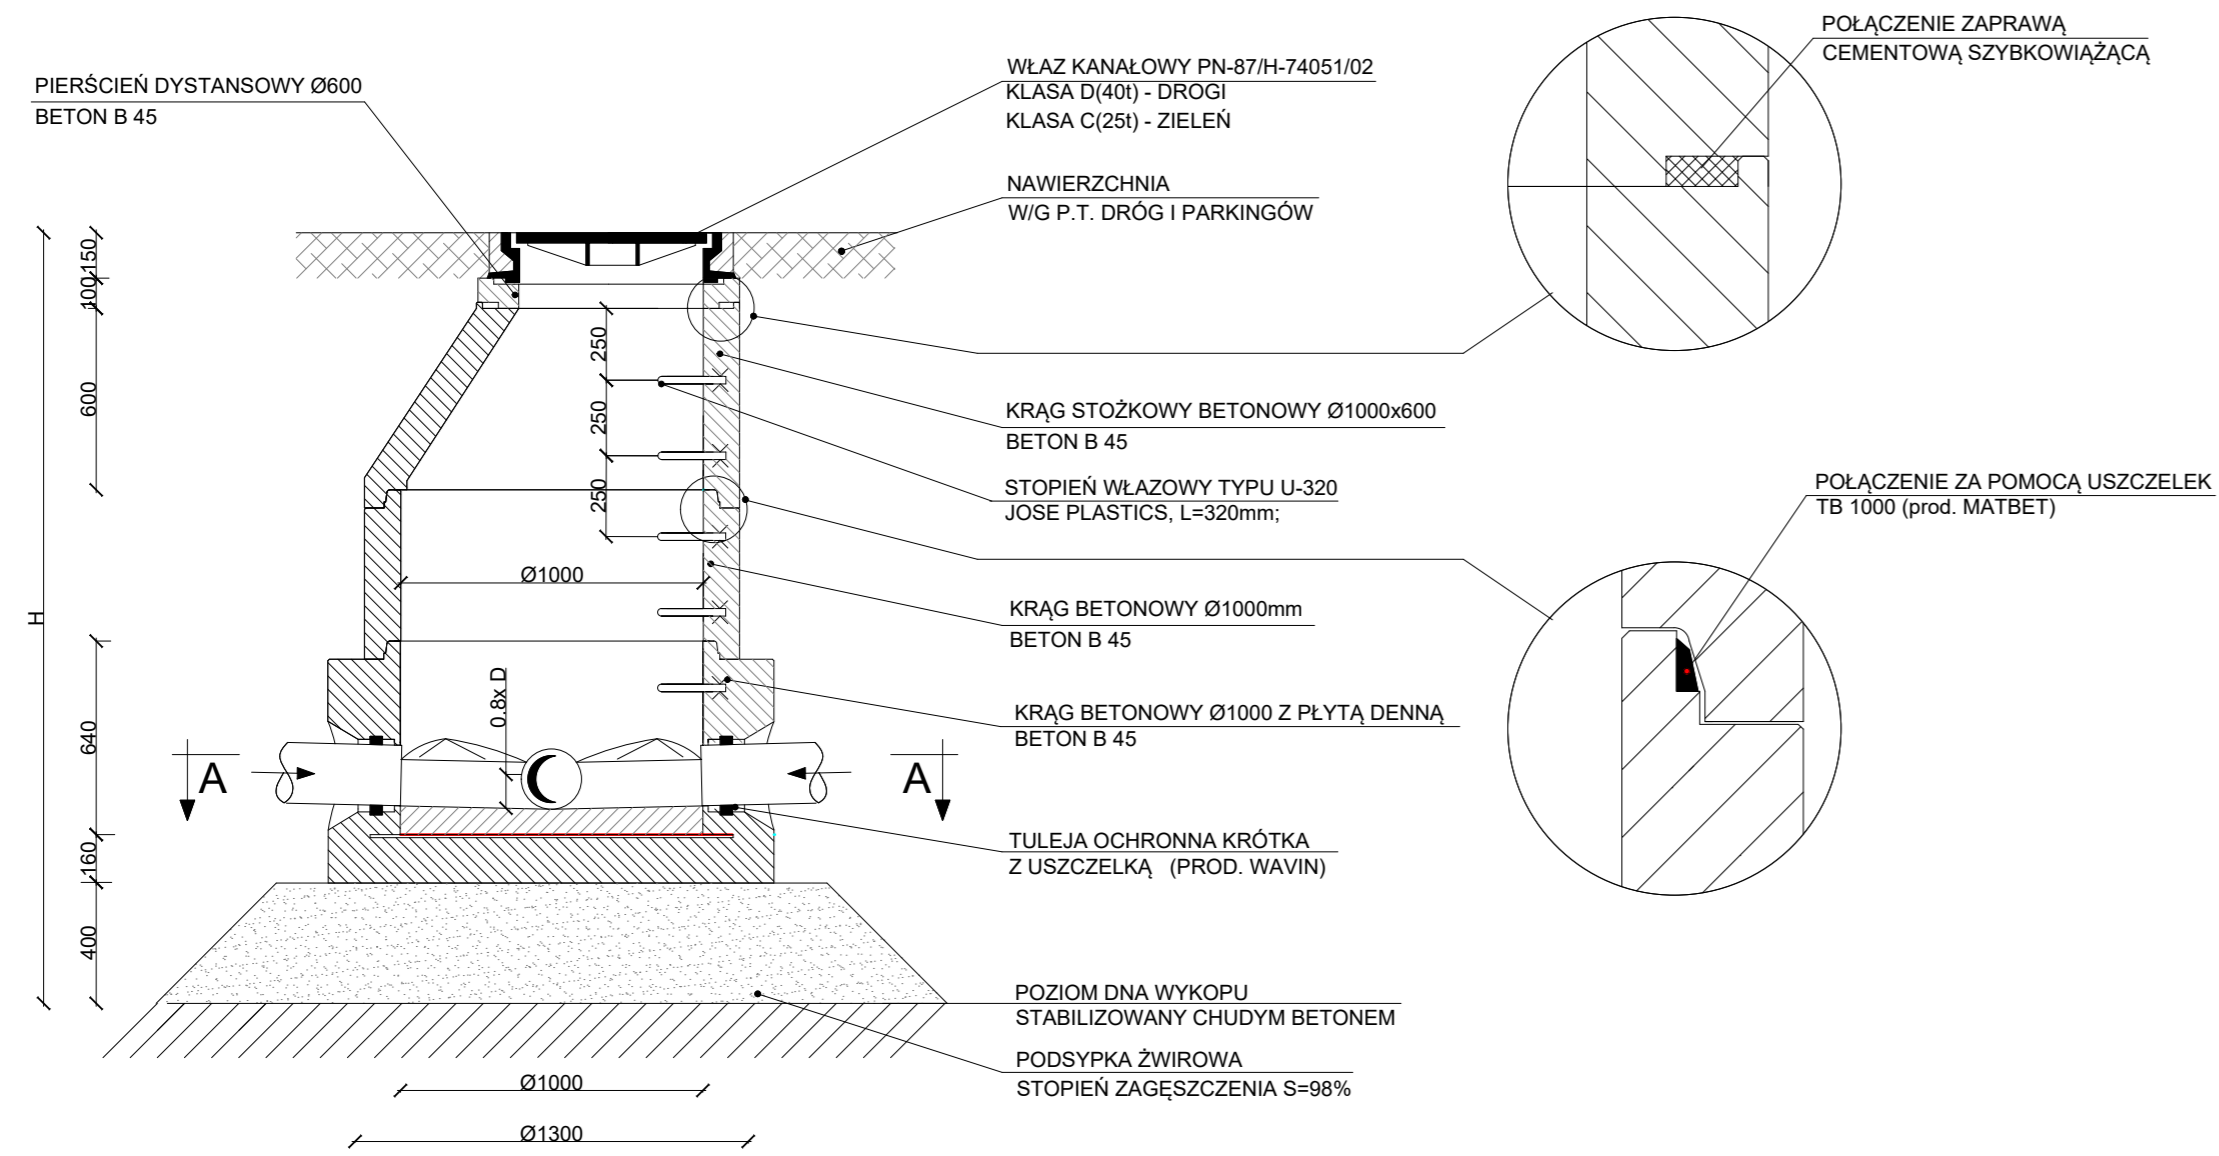 PIERŚCIEŃ DYSTANSOWY Ø600
BETON B 45
WŁAZ KANAŁOWY PN-87/H-74051/02
KLASA D(40t) - DROGI
KLASA C(25t) - ZIELEŃ
NAWIERZCHNIA
W/G P.T. DRÓG I PARKINGÓW
POŁĄCZENIE ZAPRAWĄ
CEMENTOWĄ SZYBKOWIĄŻĄCĄ
KRĄG STOŻKOWY BETONOWY Ø1000x600
BETON B 45
STOPIEŃ WŁAZOWY TYPU U-320
JOSE PLASTICS, L=320mm;
POŁĄCZENIE ZA POMOCĄ USZCZELEK
TB 1000 (prod. MATBET)
KRĄG BETONOWY Ø1000mm
BETON B 45
KRĄG BETONOWY Ø1000 Z PŁYTĄ DENNĄ
BETON B 45
TULEJA OCHRONNA KRÓTKA
Z USZCZELKĄ (PROD. WAVIN)
POZIOM DNA WYKOPU
STABILIZOWANY CHUDYM BETONEM
PODSYPKA ŻWIROWA
STOPIEŃ ZAGĘSZCZENIA S=98%
H
150
100
600
640
160
400
250
250
250
Ø1000
0.8x D
A
A
Ø1000
Ø1300